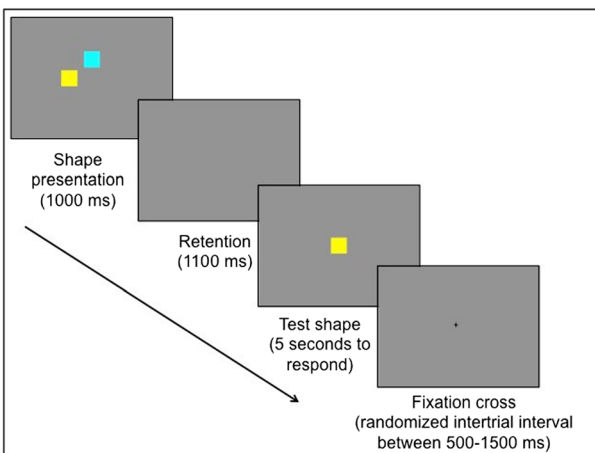 Shape
presentation
(1000 ms)
Retention
(1100 ms)
Test shape
(5 seconds to
respond)
Fixation cross
(randomized intertrial interval
between 500-1500 ms)